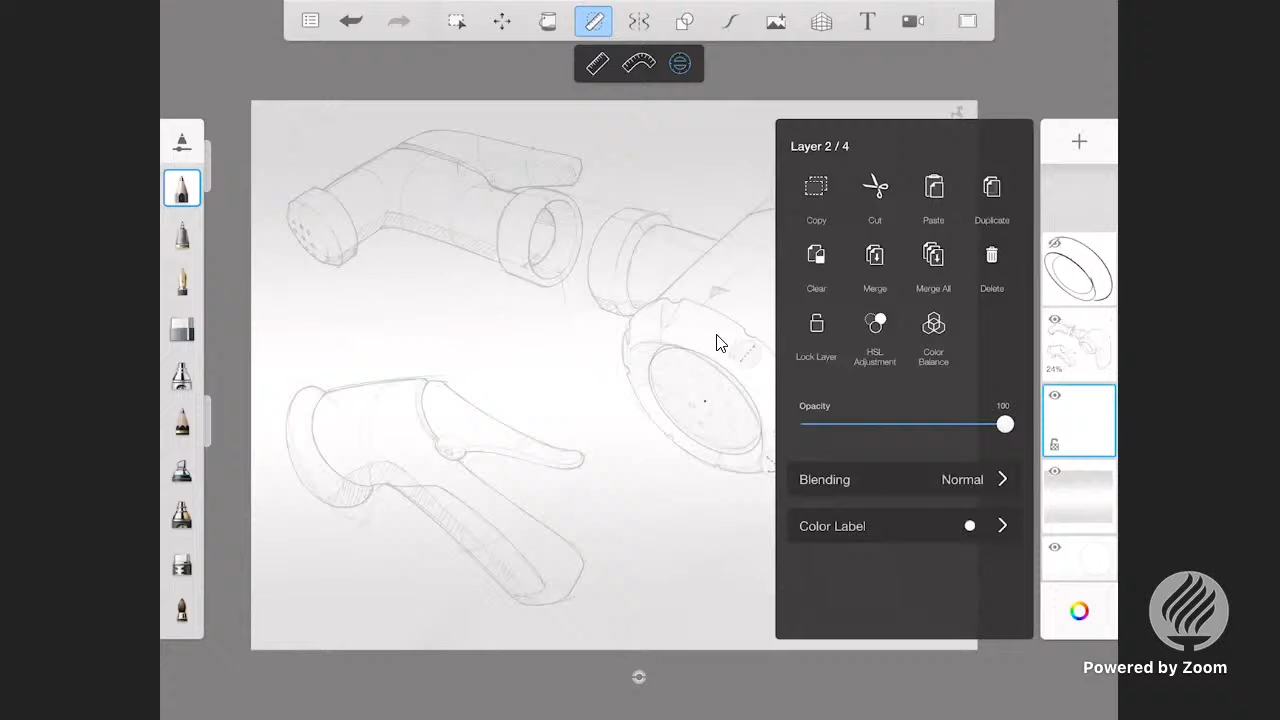 T
Layer 2 / 4
Copy
Cut
Paste
Duplicate
Clear
Merge
Merge All
Delete
Lock Layer
HSL
Adjustment
Color
Balance
24%
Opacity
100
Blending
Normal
Color Label
Powered by Zoom